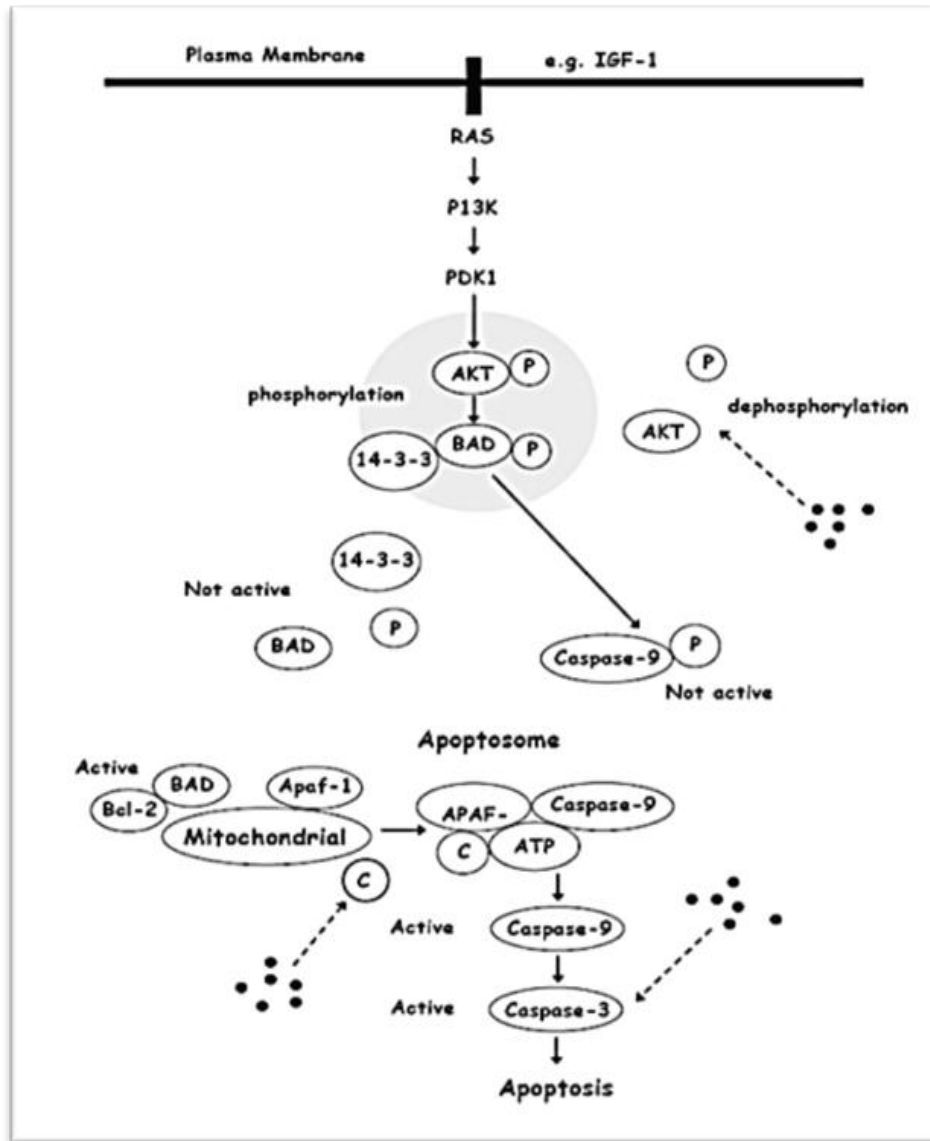 Plasma Membrane
e.g. IGF-1
RAS
P13K
PDK1
AKT
P
phosphorylation
BAD
P
14-3-3
P
dephosphorylation
AKT
14-3-3
Not active
P
BAD
Caspase-9
P
Not active
Apoptosome
Active
BAD
Apaf-1
Bcl-2
Mitochondrial
C
APAF-
Caspase-9
C
ATP
Active
Caspase-9
Active
Caspase-3
Apoptosis